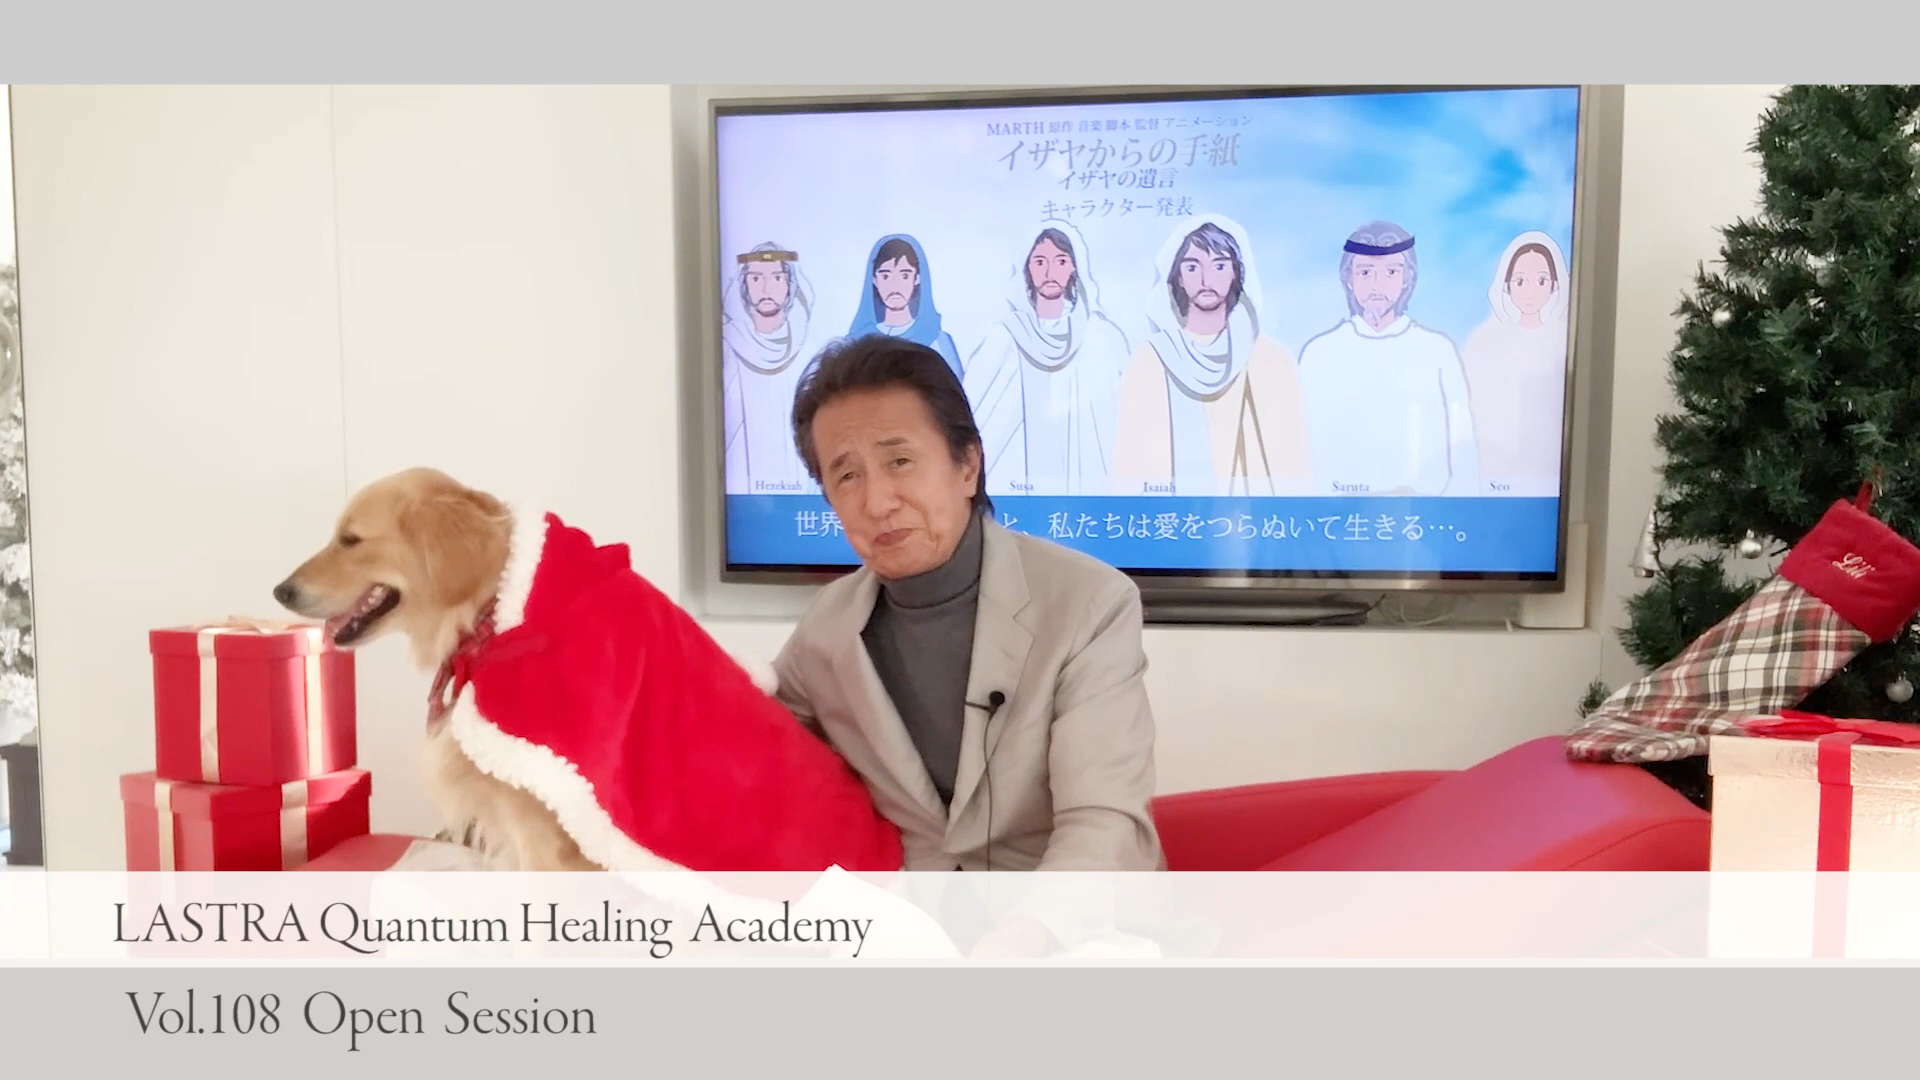 MARTH 原作 音楽 脚本 監督 アニメーション
イザヤからの手紙
イザヤの遺言
キャラクター発表
Hezekiah
Susa
Isaiah
Saruta
Seo
世界
と、私たちは愛をつらぬいて生きる…。
Lili
LASTRA Quantum Healing Academy
Vol.108 Open Session